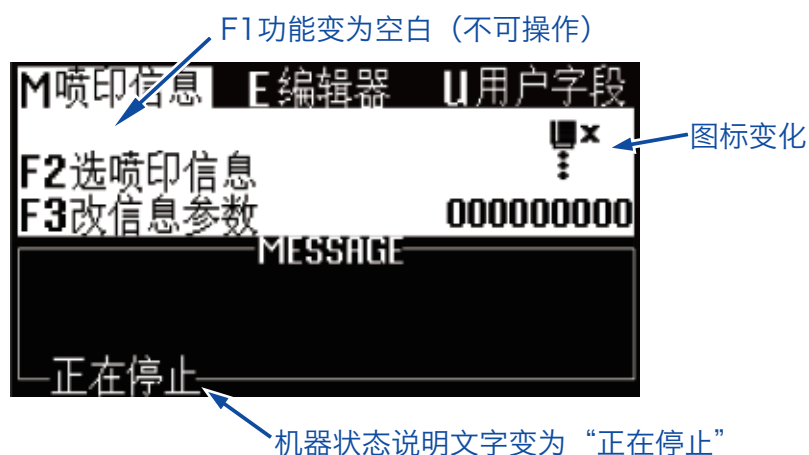 F1功能变为空白（不可操作）
M喷印信息 E编辑器 U用户字段
x
图标变化
F2选喷印信息
F3改信息参数 000000000
MESSAGE
正在停止
机器状态说明文字变为“正在停止”